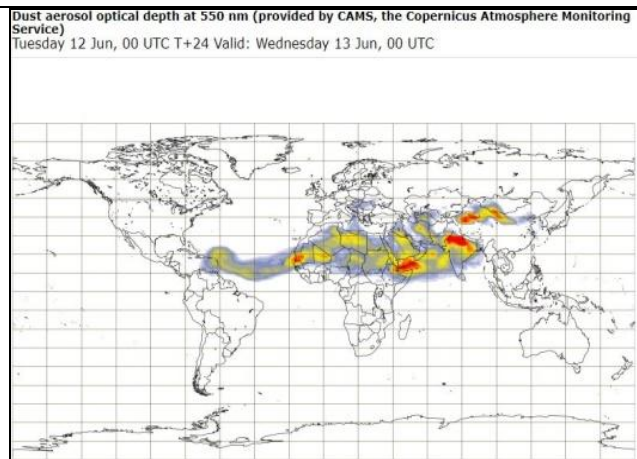 Dust aerosol optical depth at 550 nm (provided by CAMS, the Copernicus Atmosphere Monitoring
Service)
Tuesday 12 Jun, 00 UTC T+24 Valid: Wednesday 13 Jun, 00 UTC